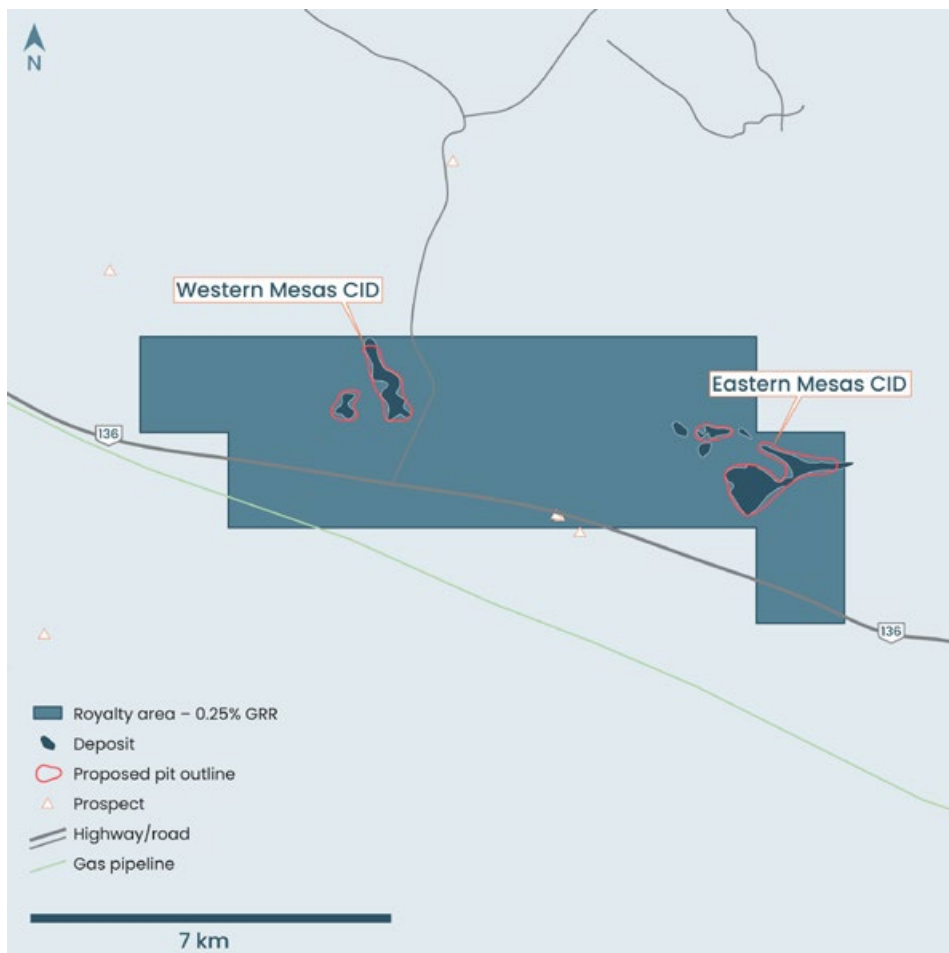 N
Western Mesas CID
Eastern Mesas CID
136
136
Royalty area – 0.25% GRR
Deposit
Proposed pit outline
Prospect
Highway/road
Gas pipeline
7 km